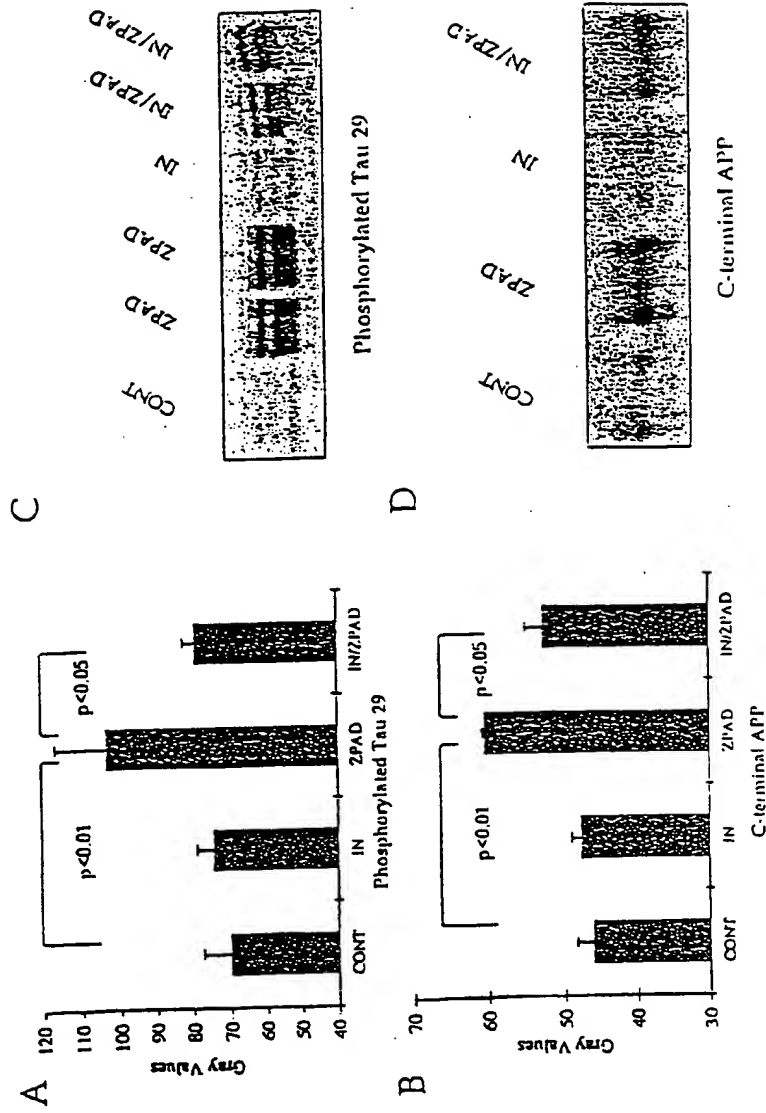 A
120
110
100
90
80
70
60
50
40
Gray Values
p<0.01
p<0.05
CONT
IN
ZPAD
IN/ZPAD
Phosphorylated Tau 29
B
70
60
50
40
30
Gray Values
p<0.01
p<0.05
CONT
IN
ZPAD
IN/ZPAD
C-terminal APP
C
CONT
ZPAD
ZPAD
IN
IN/ZPAD
IN/ZPAD
Phosphorylated Tau 29
D
CONT
ZPAD
IN
IN/ZPAD
C-terminal APP